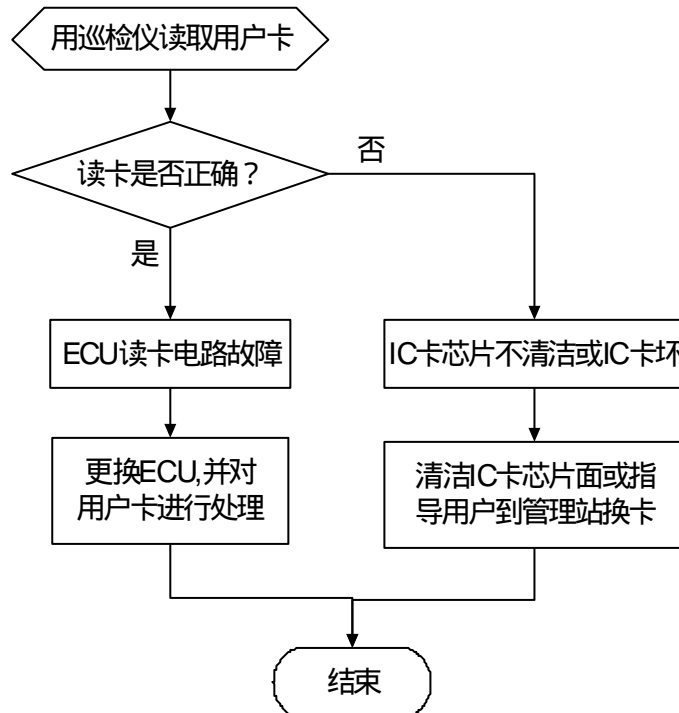 用巡检仪读取用户卡
读卡是否正确？
否
是
ECU读卡电路故障
IC卡芯片不清洁或IC卡坏
更换ECU,并对
用户卡进行处理
清洁IC卡芯片面或指
导用户到管理站换卡
结束